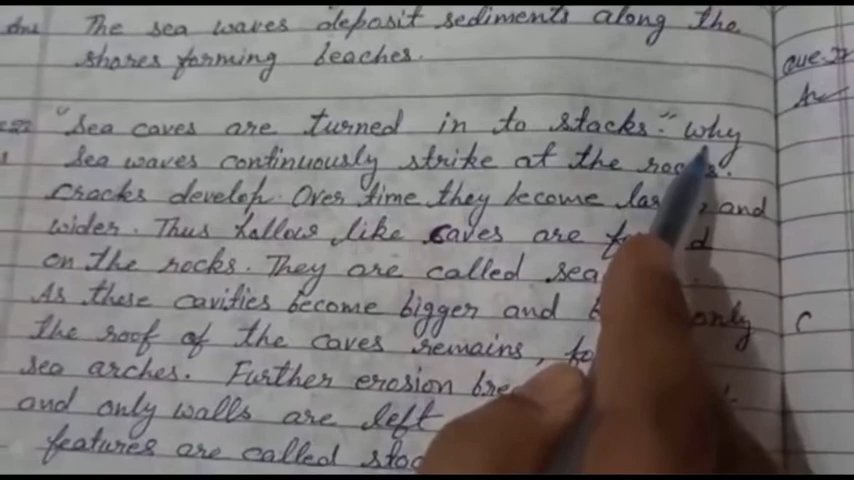 Ans The sea waves deposit sediments along the
shores forming beaches.
"Sea caves are turned in to stacks." Why
Sea waves continuously strike at the rocks.
cracks develop. Over time they become and
wider. Thus hollow like caves are
on the rocks. They are called sea
As these cavities become bigger and only
the roof of the caves remains,
sea arches. Further erosion
and only walls are left
features are called
Que